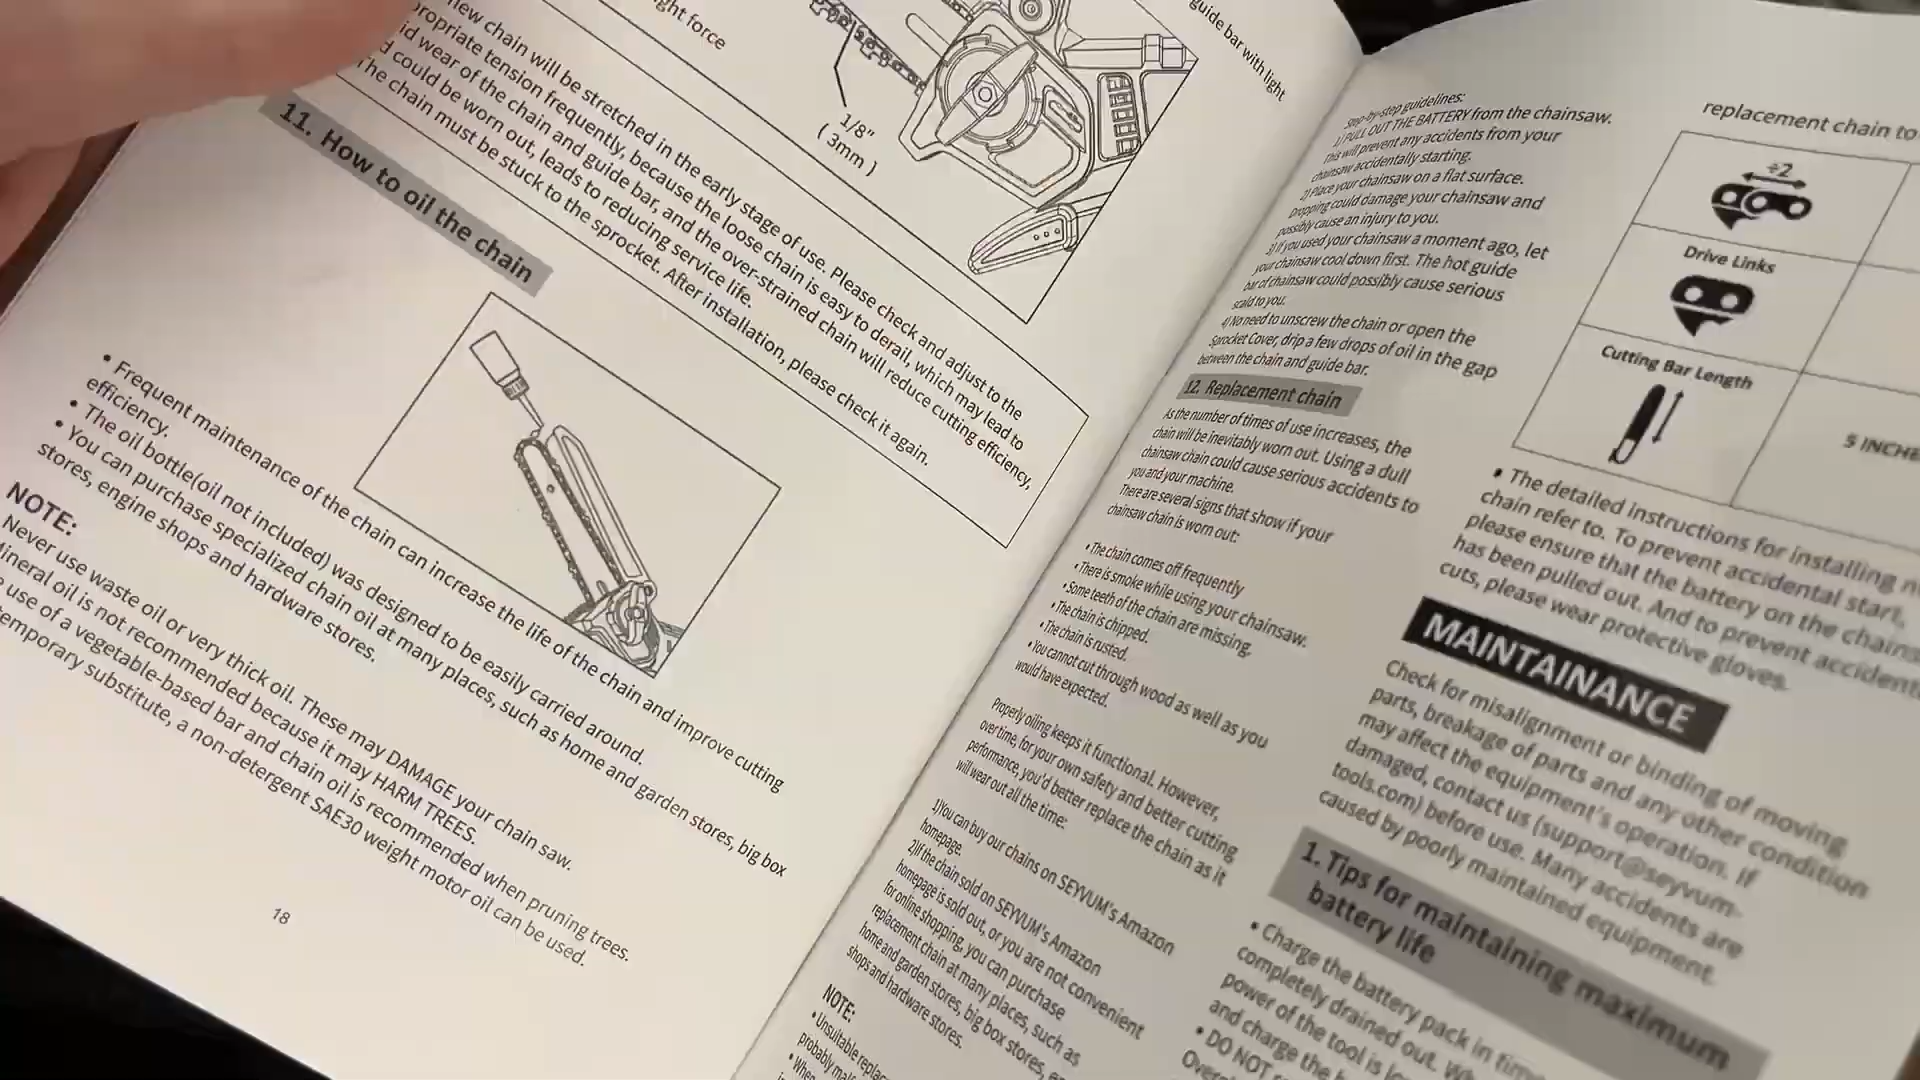 ght force
1/8"
( 3mm )
guide bar with light
new chain will be stretched in the early stage of use. Please check and adjust to the
propriate tension frequently, because the loose chain is easy to derail, which may lead to
wear of the chain and guide bar, and the over-strained chain will reduce cutting efficiency,
could be worn out, leads to reducing service life.
The chain must be stuck to the sprocket. After installation, please check it again.
11. How to oil the chain
• Frequent maintenance of the chain can increase the life of the chain and improve cutting
efficiency.
• The oil bottle(oil not included) was designed to be easily carried around.
• You can purchase specialized chain oil at many places, such as home and garden stores, big box
stores, engine shops and hardware stores.
NOTE:
Never use waste oil or very thick oil. These may DAMAGE your chain saw.
Mineral oil is not recommended because it may HARM TREES.
use of a vegetable-based bar and chain oil is recommended when pruning trees.
temporary substitute, a non-detergent SAE30 weight motor oil can be used.
18
Step-by-step guidelines:
1) PULL OUT THE BATTERY from the chainsaw.
This will prevent any accidents from your
chainsaw accidentally starting.
2) Place your chainsaw on a flat surface.
Dropping could damage your chainsaw and
possibly cause an injury to you.
3) If you used your chainsaw a moment ago, let
your chainsaw cool down first. The hot guide
bar of chainsaw could possibly cause serious
scald to you.
4) No need to unscrew the chain or open the
Sprocket Cover, drip a few drops of oil in the gap
between the chain and guide bar.
12. Replacement chain
As the number of times of use increases, the
chain will be inevitably worn out. Using a dull
chainsaw chain could cause serious accidents to
you and your machine.
There are several signs that show if your
chainsaw chain is worn out:
• The chain comes off frequently
• There is smoke while using your chainsaw.
• Some teeth of the chain are missing.
• The chain is chipped.
• The chain is rusted.
• You cannot cut through wood as well as you
would have expected.
Properly oiling keeps it functional. However,
overtime, for your own safety and better cutting
performance, you'd better replace the chain as it
will wear out all the time:
1)You can buy our chains on SEYVUM's Amazon
homepage.
2)If the chain sold on SEYVUM's Amazon
homepage is sold out, or you are not convenient
for online shopping, you can purchase
replacement chain at many places, such as
home and garden stores, big box stores,
shops and hardware stores.
NOTE:
• Unsuitable
probably
• When
replacement chain to
÷2
Drive Links
Cutting Bar Length
5 INCHE
• The detailed instructions for installing
chain refer to. To prevent accidental start,
please ensure that the battery on the chains
has been pulled out. And to prevent accident
cuts, please wear protective gloves.
MAINTAINANCE
Check for misalignment or binding of moving
parts, breakage of parts and any other condition
may affect the equipment's operation. If
damaged, contact us (support@seyvum-
tools.com) before use. Many accidents are
caused by poorly maintained equipment.
1. Tips for maintaining maximum
battery life
• Charge the battery pack in time
completely drained out.
power of the tool is
and charge the
• DO NOT